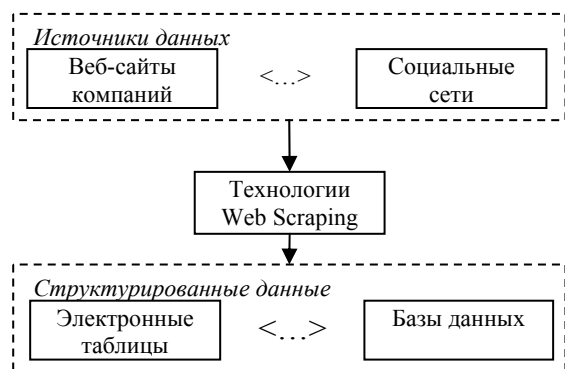 Источники данных
Веб-сайты
компаний
<…>
Социальные
сети
Технологии
Web Scraping
Структурированные данные
Электронные
таблицы
<…>
Базы данных